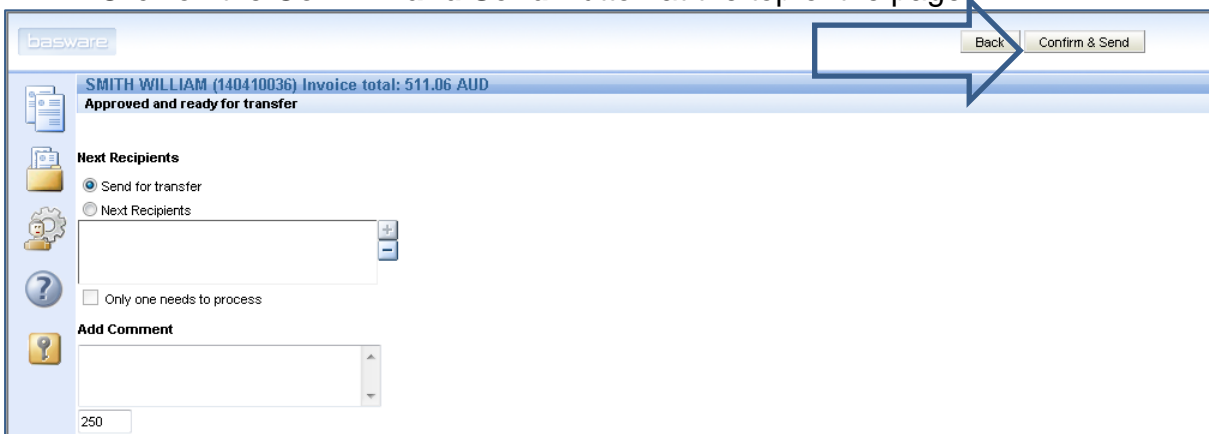 basware
Back Confirm & Send
SMITH WILLIAM (140410036) Invoice total: 511.06 AUD
Approved and ready for transfer
Next Recipients
Send for transfer
Next Recipients
+
-
Only one needs to process
?
Add Comment
250